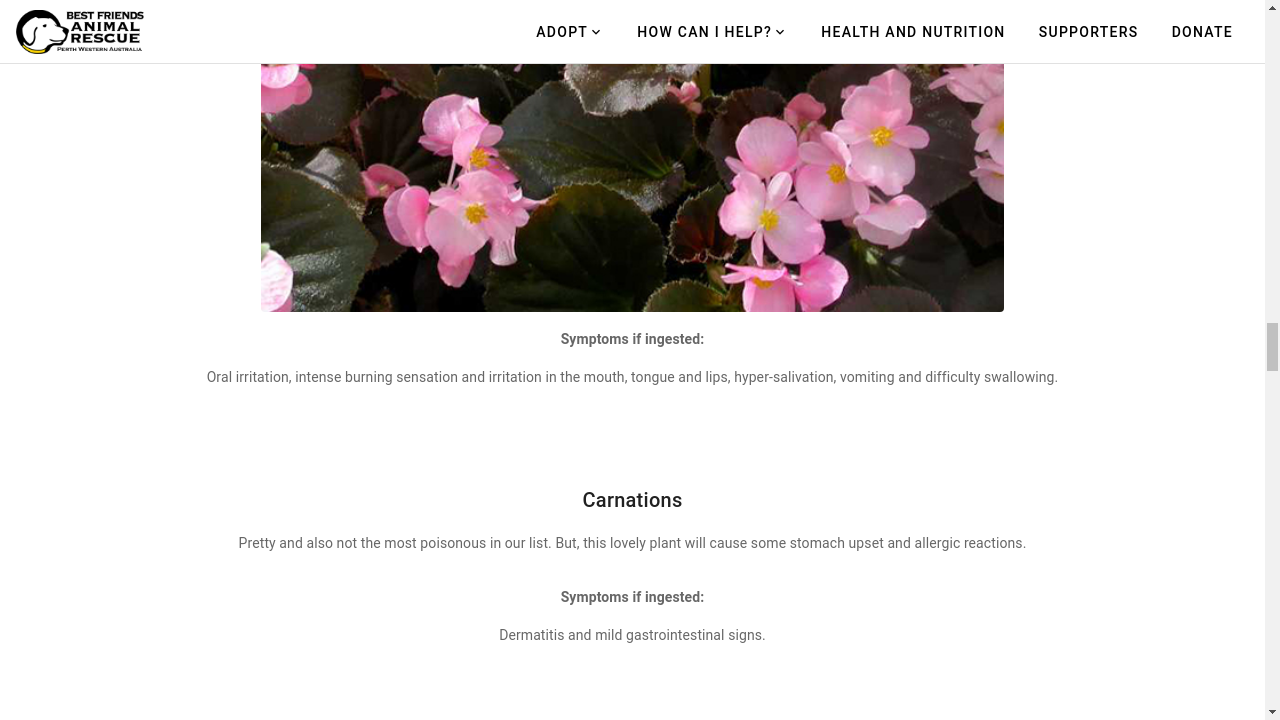 BEST FRIENDS
ANIMAL
RESCUE
PERTH WESTERN AUSTRALIA
ADOPT
HOW CAN I HELP?
HEALTH AND NUTRITION
SUPPORTERS
DONATE
Symptoms if ingested:
Oral irritation, intense burning sensation and irritation in the mouth, tongue and lips, hyper-salivation, vomiting and difficulty swallowing.
Carnations
Pretty and also not the most poisonous in our list. But, this lovely plant will cause some stomach upset and allergic reactions.
Symptoms if ingested:
Dermatitis and mild gastrointestinal signs.